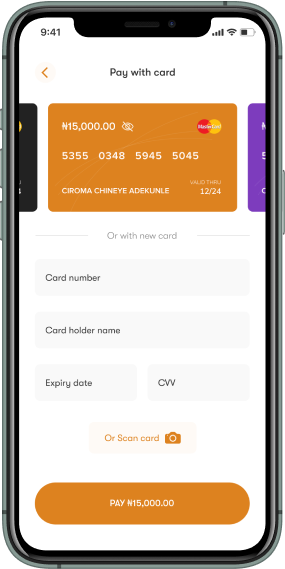 9:41
Pay with card
₦15,000.00
MasterCard
5355 0348 5945 5045
VALID THRU
CIROMA CHINEYE ADEKUNLE 12/24
Or with new card
Card number
Card holder name
Expiry date CVV
Or Scan card
PAY ₦15,000.00